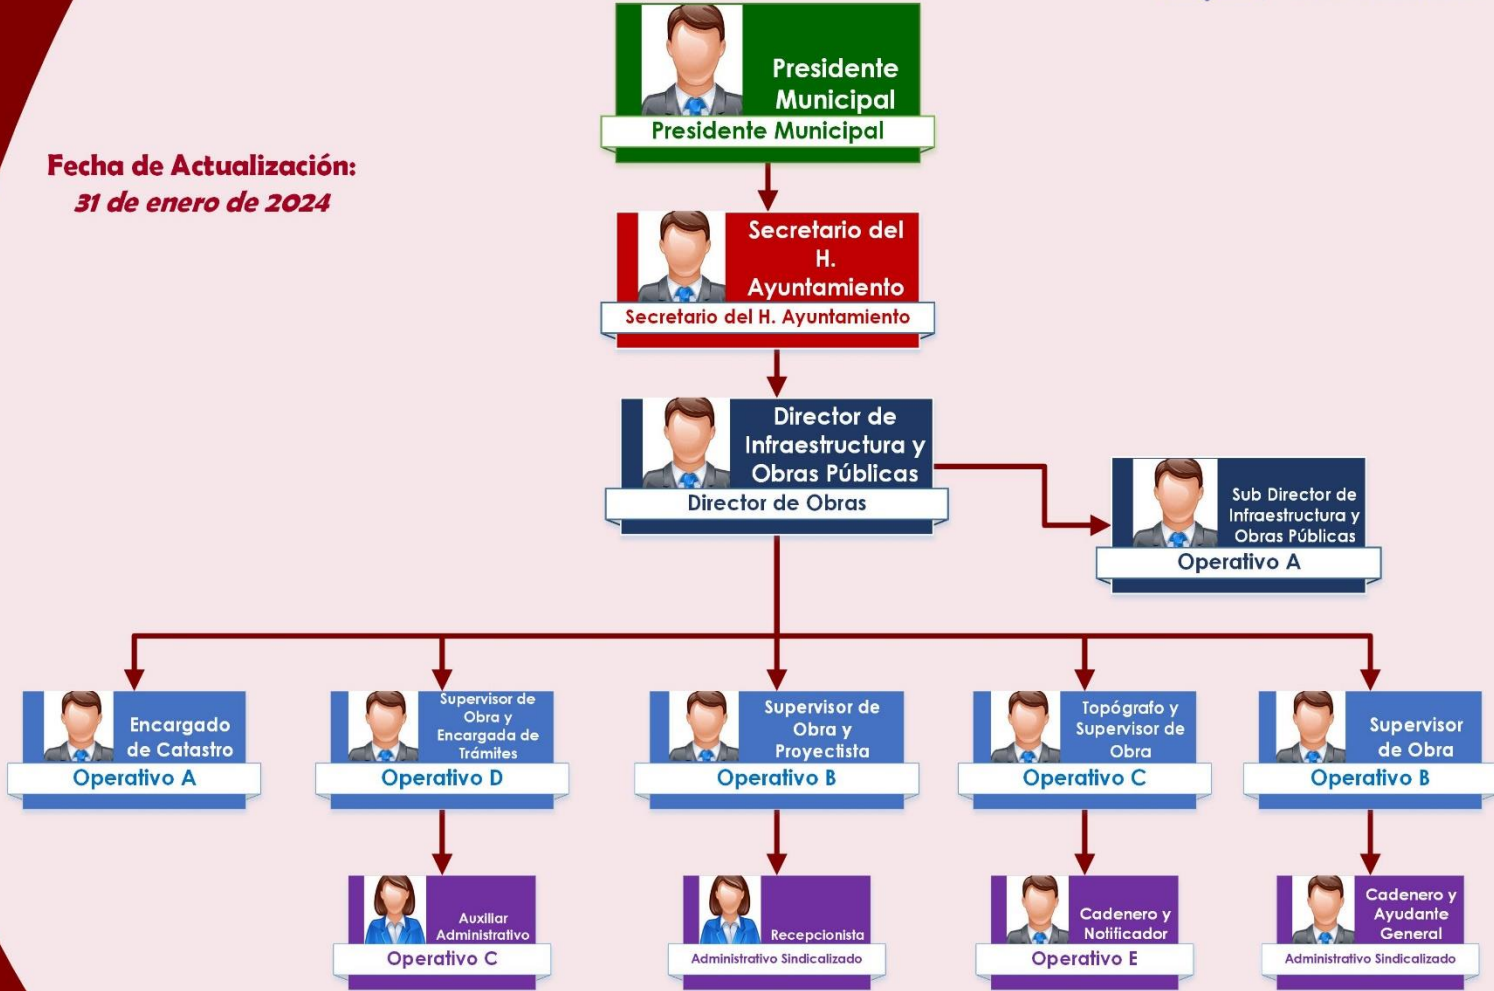 Presidente
Municipal
Presidente Municipal
Fecha de Actualización:
31 de enero de 2024
Secretario del
H.
Ayuntamiento
Secretario del H. Ayuntamiento
Director de
Infraestructura y
Obras Públicas
Director de Obras
Sub Director de
Infraestructura y
Obras Públicas
Operativo A
Encargado
de Catastro
Operativo A
Supervisor de
Obra y
Encargada de
Trámites
Operativo D
Supervisor de
Obra y
Proyectista
Operativo B
Topógrafo y
Supervisor de
Obra
Operativo C
Supervisor
de Obra
Operativo B
Auxiliar
Administrativo
Operativo C
Recepcionista
Administrativo Sindicalizado
Cadenero y
Notificador
Operativo E
Cadenero y
Ayudante
General
Administrativo Sindicalizado